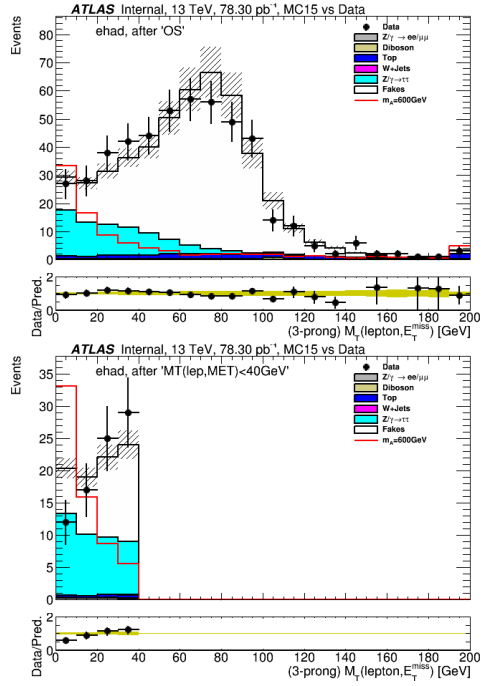 ATLAS Internal, 13 TeV, 78.30 pb⁻¹, MC15 vs Data
Events
ehad, after 'OS'
Data
Z/γ → ee/μμ
Diboson
Top
W+Jets
Z/γ→ττ
Fakes
m_A=600GeV
80
70
60
50
40
30
20
10
0
Data/Pred.
2
1
0
0 20 40 60 80 100 120 140 160 180 200
(3-prong) M_T(lepton,E_T^miss) [GeV]
ATLAS Internal, 13 TeV, 78.30 pb⁻¹, MC15 vs Data
Events
ehad, after 'MT(lep,MET)<40GeV'
Data
Z/γ → ee/μμ
Diboson
Top
W+Jets
Z/γ→ττ
Fakes
m_A=600GeV
35
30
25
20
15
10
5
0
Data/Pred.
2
1
0
0 20 40 60 80 100 120 140 160 180 200
(3-prong) M_T(lepton,E_T^miss) [GeV]